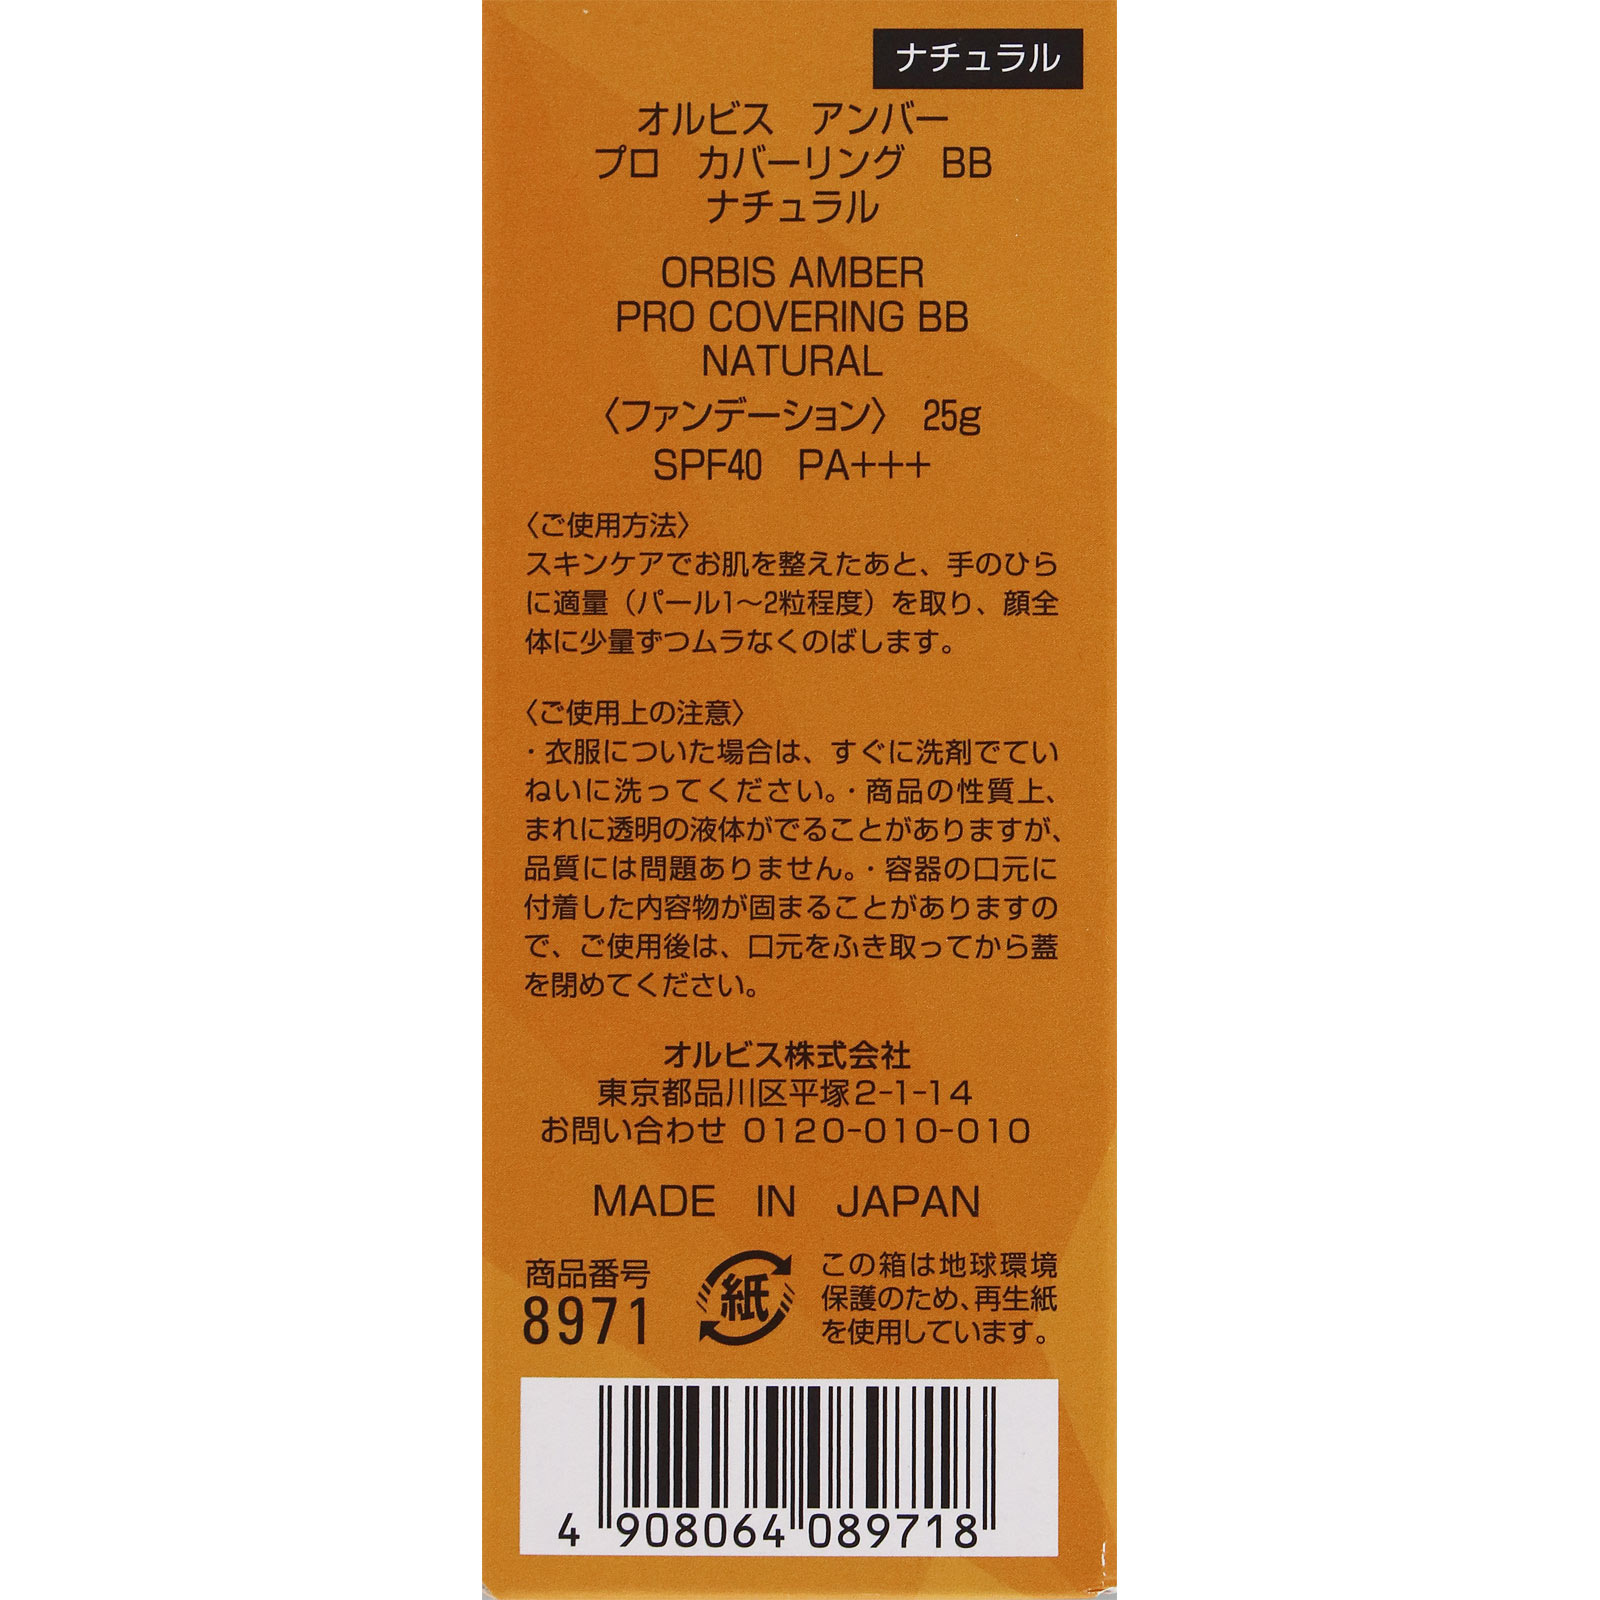 ナチュラル
オルビス　アンバー
プロ　カバーリング　BB
ナチュラル
ORBIS AMBER
PRO COVERING BB
NATURAL
〈ファンデーション〉　25g
SPF40　PA+++
〈ご使用方法〉
スキンケアでお肌を整えたあと、手のひら
に適量（パール1〜2粒程度）を取り、顔全
体に少量ずつムラなくのばします。
〈ご使用上の注意〉
・衣服についた場合は、すぐに洗剤でてい
ねいに洗ってください。・商品の性質上、
まれに透明の液体がでることがありますが、
品質には問題ありません。・容器の口元に
付着した内容物が固まることがありますの
で、ご使用後は、口元をふき取ってから蓋
を閉めてください。
オルビス株式会社
東京都品川区平塚2-1-14
お問い合わせ 0120-010-010
MADE IN JAPAN
商品番号
8971
紙
この箱は地球環境
保護のため、再生紙
を使用しています。
4 908064 089718